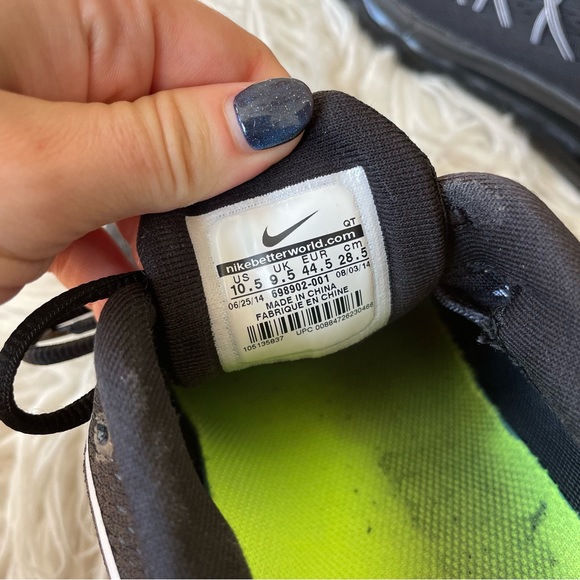 QT
nikebetterworld.com
US UK EUR cm
10.5 9.5 44.5 28.5
06/25/14 698902-001 08/03/14
MADE IN CHINA
FABRIQUE EN CHINE
105135837 UPC 00884726230466